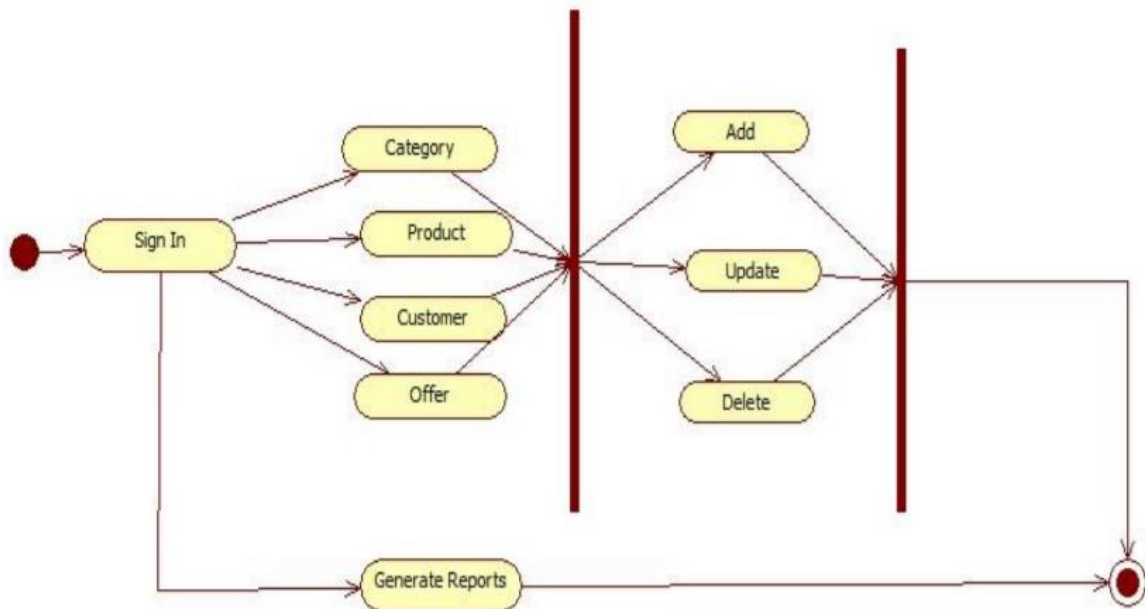 Sign In
Category
Product
Customer
Offer
Add
Update
Delete
Generate Reports